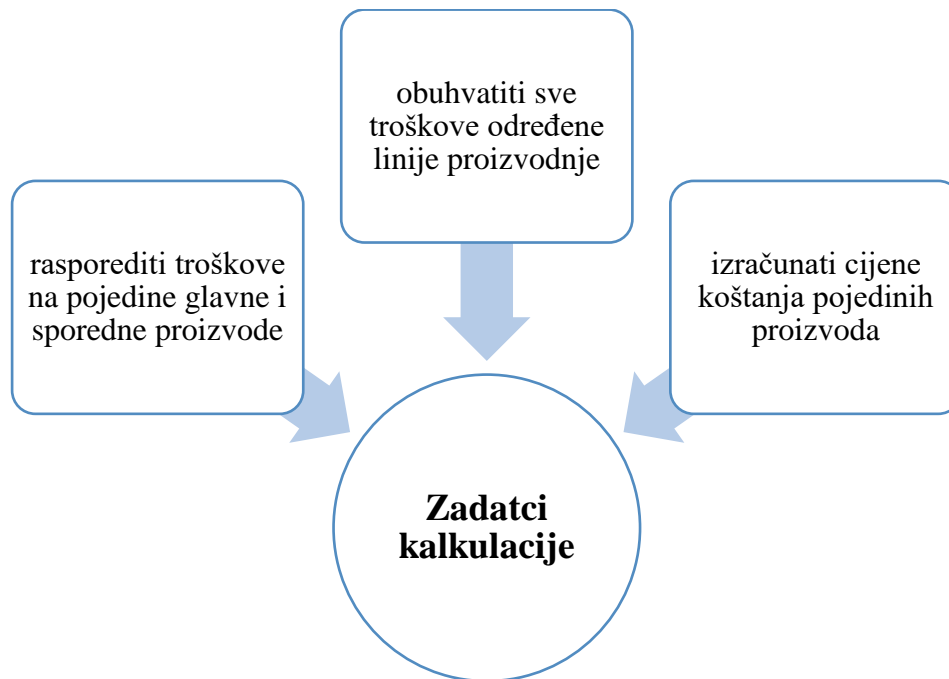 obuhvatiti sve
troškove određene
linije proizvodnje
rasporediti troškove
na pojedine glavne i
sporedne proizvode
izračunati cijene
koštanja pojedinih
proizvoda
Zadatci
kalkulacije